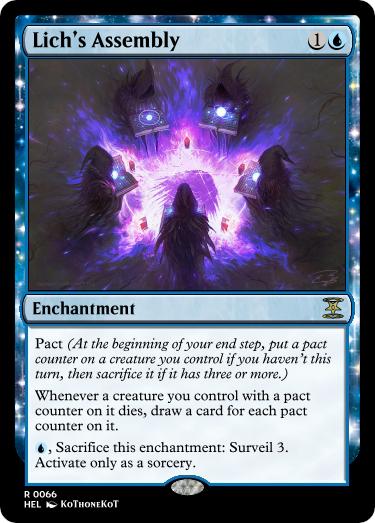 Lich's Assembly 1
Enchantment
Pact (At the beginning of your end step, put a pact
counter on a creature you control if you haven't this
turn, then sacrifice it if it has three or more.)
Whenever a creature you control with a pact
counter on it dies, draw a card for each pact
counter on it.
, Sacrifice this enchantment: Surveil 3.
Activate only as a sorcery.
R 0066
HEL KoThoneKoT